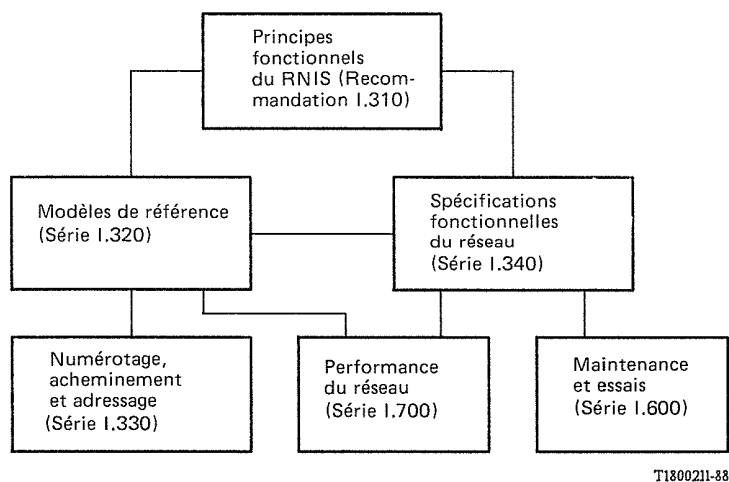 Principes
fonctionnels
du RNIS (Recom-
mandation I.310)
Modèles de référence
(Série I.320)
Spécifications
fonctionnelles
du réseau
(Série I.340)
Numérotage,
acheminement
et adressage
(Série I.330)
Performance
du réseau
(Série I.700)
Maintenance
et essais
(Série I.600)
T1800211-88